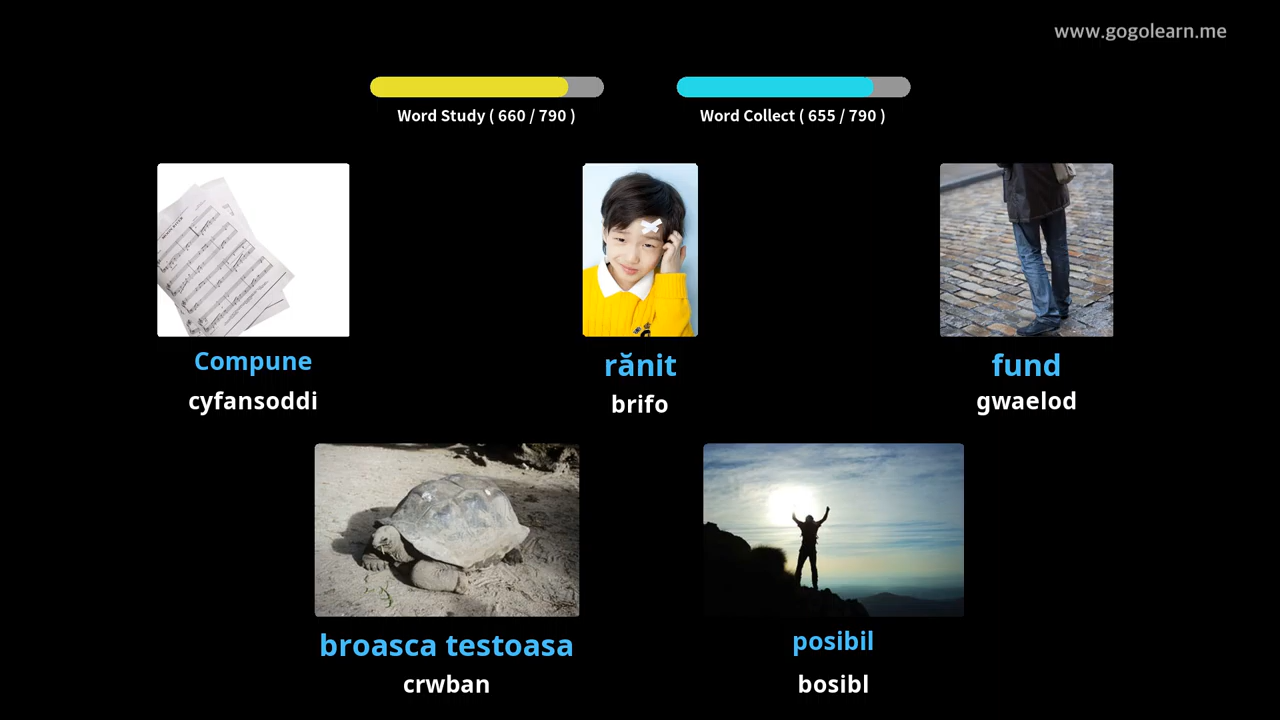 www.gogolearn.me
Word Study ( 660 / 790 )
Word Collect ( 655 / 790 )
Compune
cyfansoddi
rănit
brifo
fund
gwaelod
broasca testoasa
crwban
posibil
bosibl